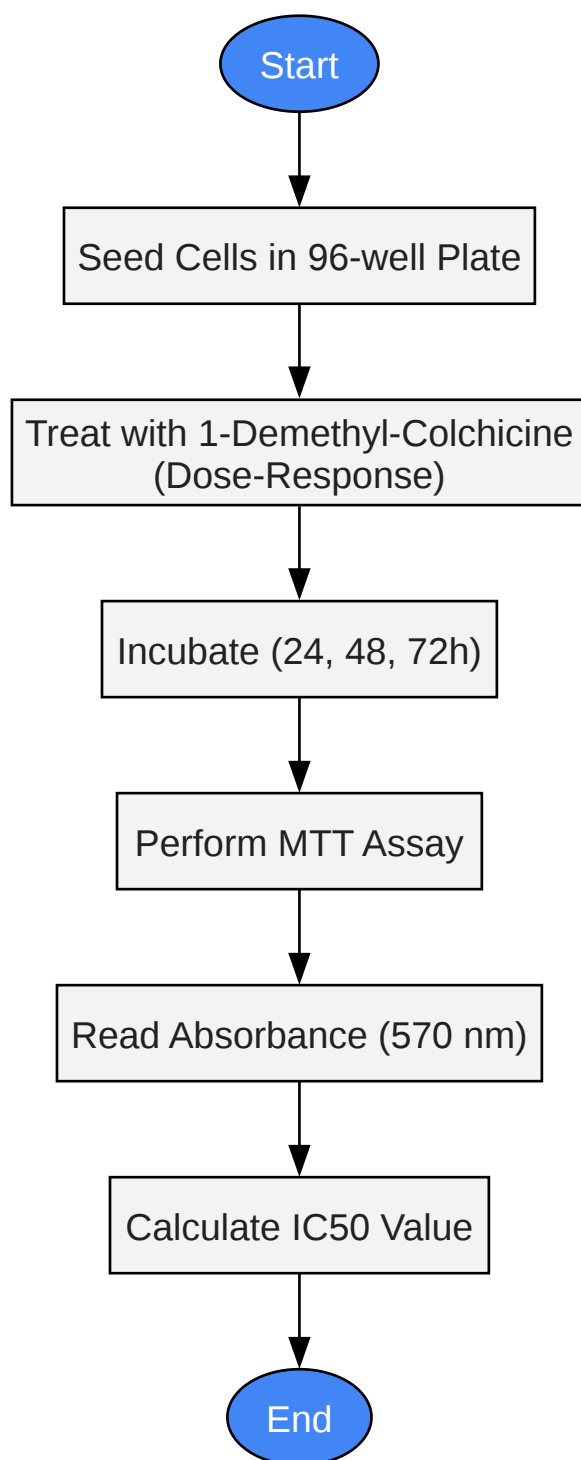 Start
Seed Cells in 96-well Plate
Treat with 1-Demethyl-Colchicine
(Dose-Response)
Incubate (24, 48, 72h)
Perform MTT Assay
Read Absorbance (570 nm)
Calculate IC50 Value
End